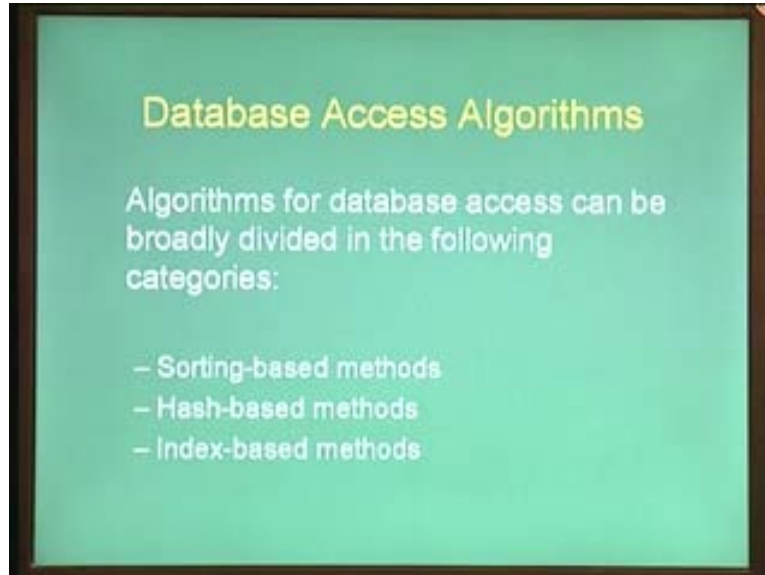 Database Access Algorithms
Algorithms for database access can be
broadly divided in the following
categories:
– Sorting-based methods
– Hash-based methods
– Index-based methods